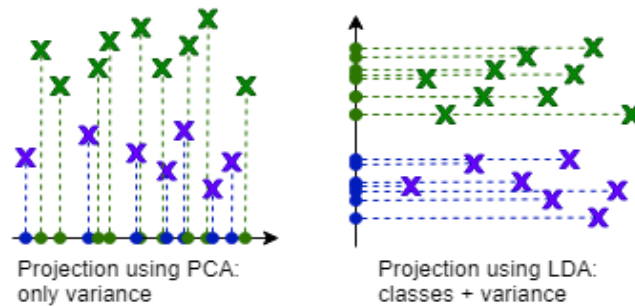 Projection using PCA:
only variance
Projection using LDA:
classes + variance